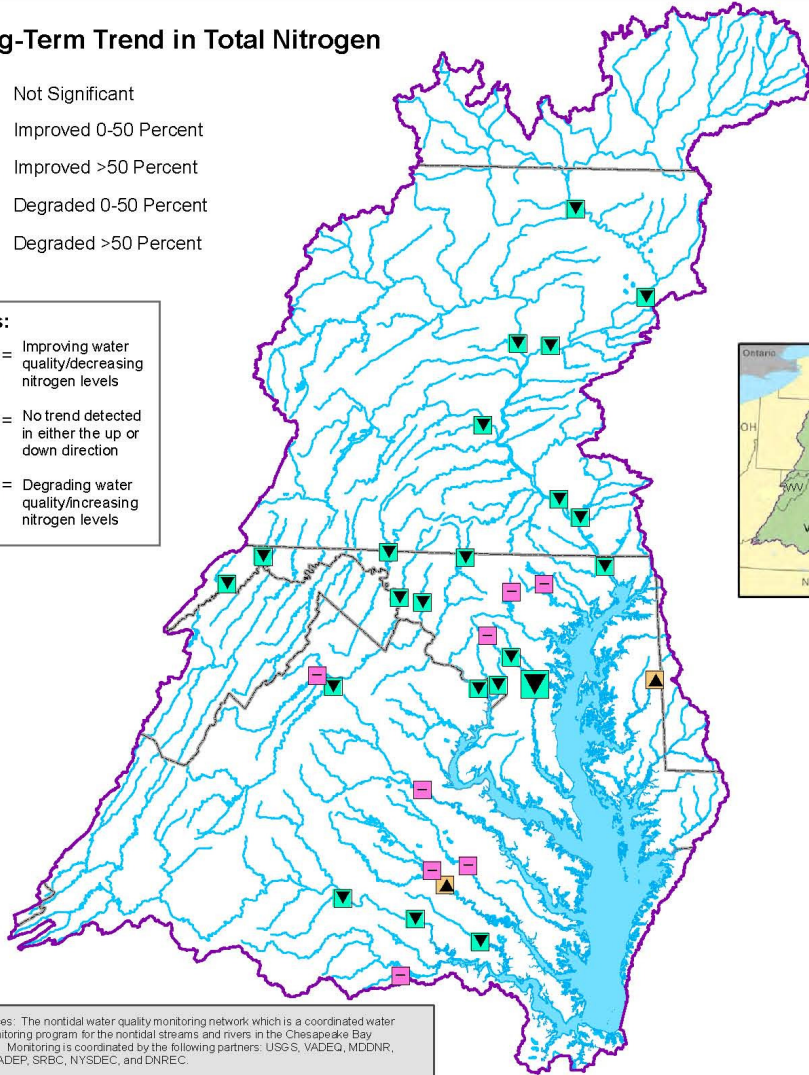 g-Term Trend in Total Nitrogen
Not Significant
Improved 0-50 Percent
Improved >50 Percent
Degraded 0-50 Percent
Degraded >50 Percent
s:
= Improving water
quality/decreasing
nitrogen levels
= No trend detected
in either the up or
down direction
= Degrading water
quality/increasing
nitrogen levels
Ontario
OH
WV
V
N
ces: The nontidal water quality monitoring network which is a coordinated water
nitoring program for the nontidal streams and rivers in the Chesapeake Bay
Monitoring is coordinated by the following partners: USGS, VADEQ, MDDNR,
ADEP, SRBC, NYSDEC, and DNREC.